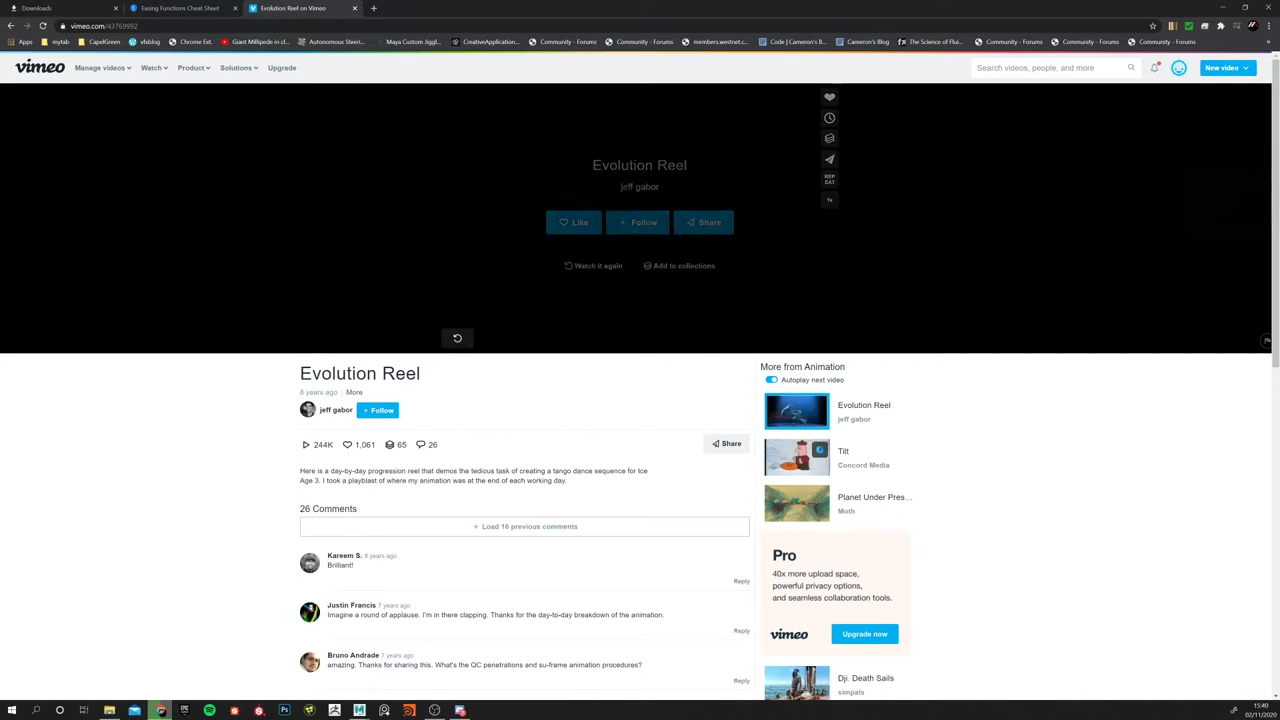 Downloads
Easing Functions Cheat Sheet
Evolution Reel on Vimeo
vimeo.com/43769992
Apps
mytab
CapelGreen
vfxblog
Chrome Ext.
Giant Millipede in cl...
Autonomous Steeri...
Maya Custom Jiggl...
CreativeApplication...
Community - Forums
Community - Forums
members.westnet.c...
Code | Cameron's B...
Cameron's Blog
The Science of Flui...
Community - Forums
Community - Forums
Community - Forums
vimeo
Manage videos
Watch
Product
Solutions
Upgrade
Search videos, people, and more
New video
Evolution Reel
jeff gabor
Like
+ Follow
Share
Watch it again
Add to collections
REP
EAT
1x
Evolution Reel
8 years ago | More
jeff gabor
+ Follow
244K
1,061
65
26
Share
Here is a day-by-day progression reel that demos the tedious task of creating a tango dance sequence for Ice
Age 3. I took a playblast of where my animation was at the end of each working day.
26 Comments
+ Load 16 previous comments
Kareem S. 8 years ago
Brilliant!
Reply
Justin Francis 7 years ago
Imagine a round of applause. I'm in there clapping. Thanks for the day-to-day breakdown of the animation.
Reply
Bruno Andrade 7 years ago
amazing. Thanks for sharing this. What's the QC penetrations and su-frame animation procedures?
Reply
More from Animation
Autoplay next video
Evolution Reel
jeff gabor
Tilt
Concord Media
Planet Under Pres...
Moth
Pro
40x more upload space,
powerful privacy options,
and seamless collaboration tools.
vimeo
Upgrade now
Dji. Death Sails
simpals
15:40
02/11/2020